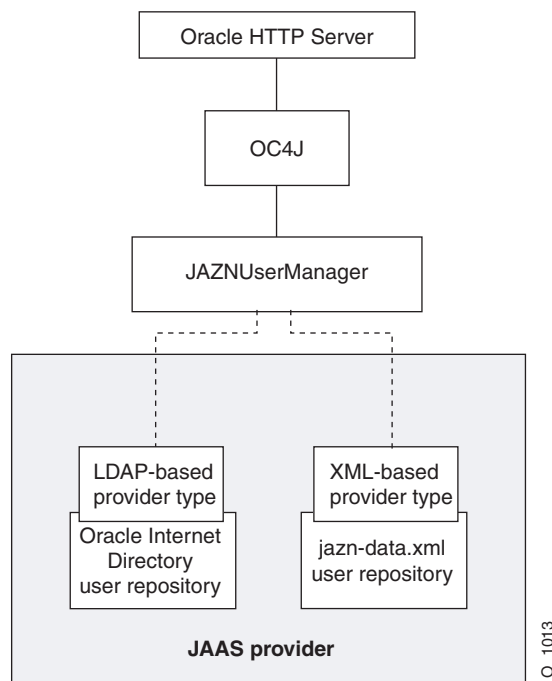 Oracle HTTP Server
OC4J
JAZNUserManager
LDAP-based
provider type
Oracle Internet
Directory
user repository
XML-based
provider type
jazn-data.xml
user repository
JAAS provider
O_1013